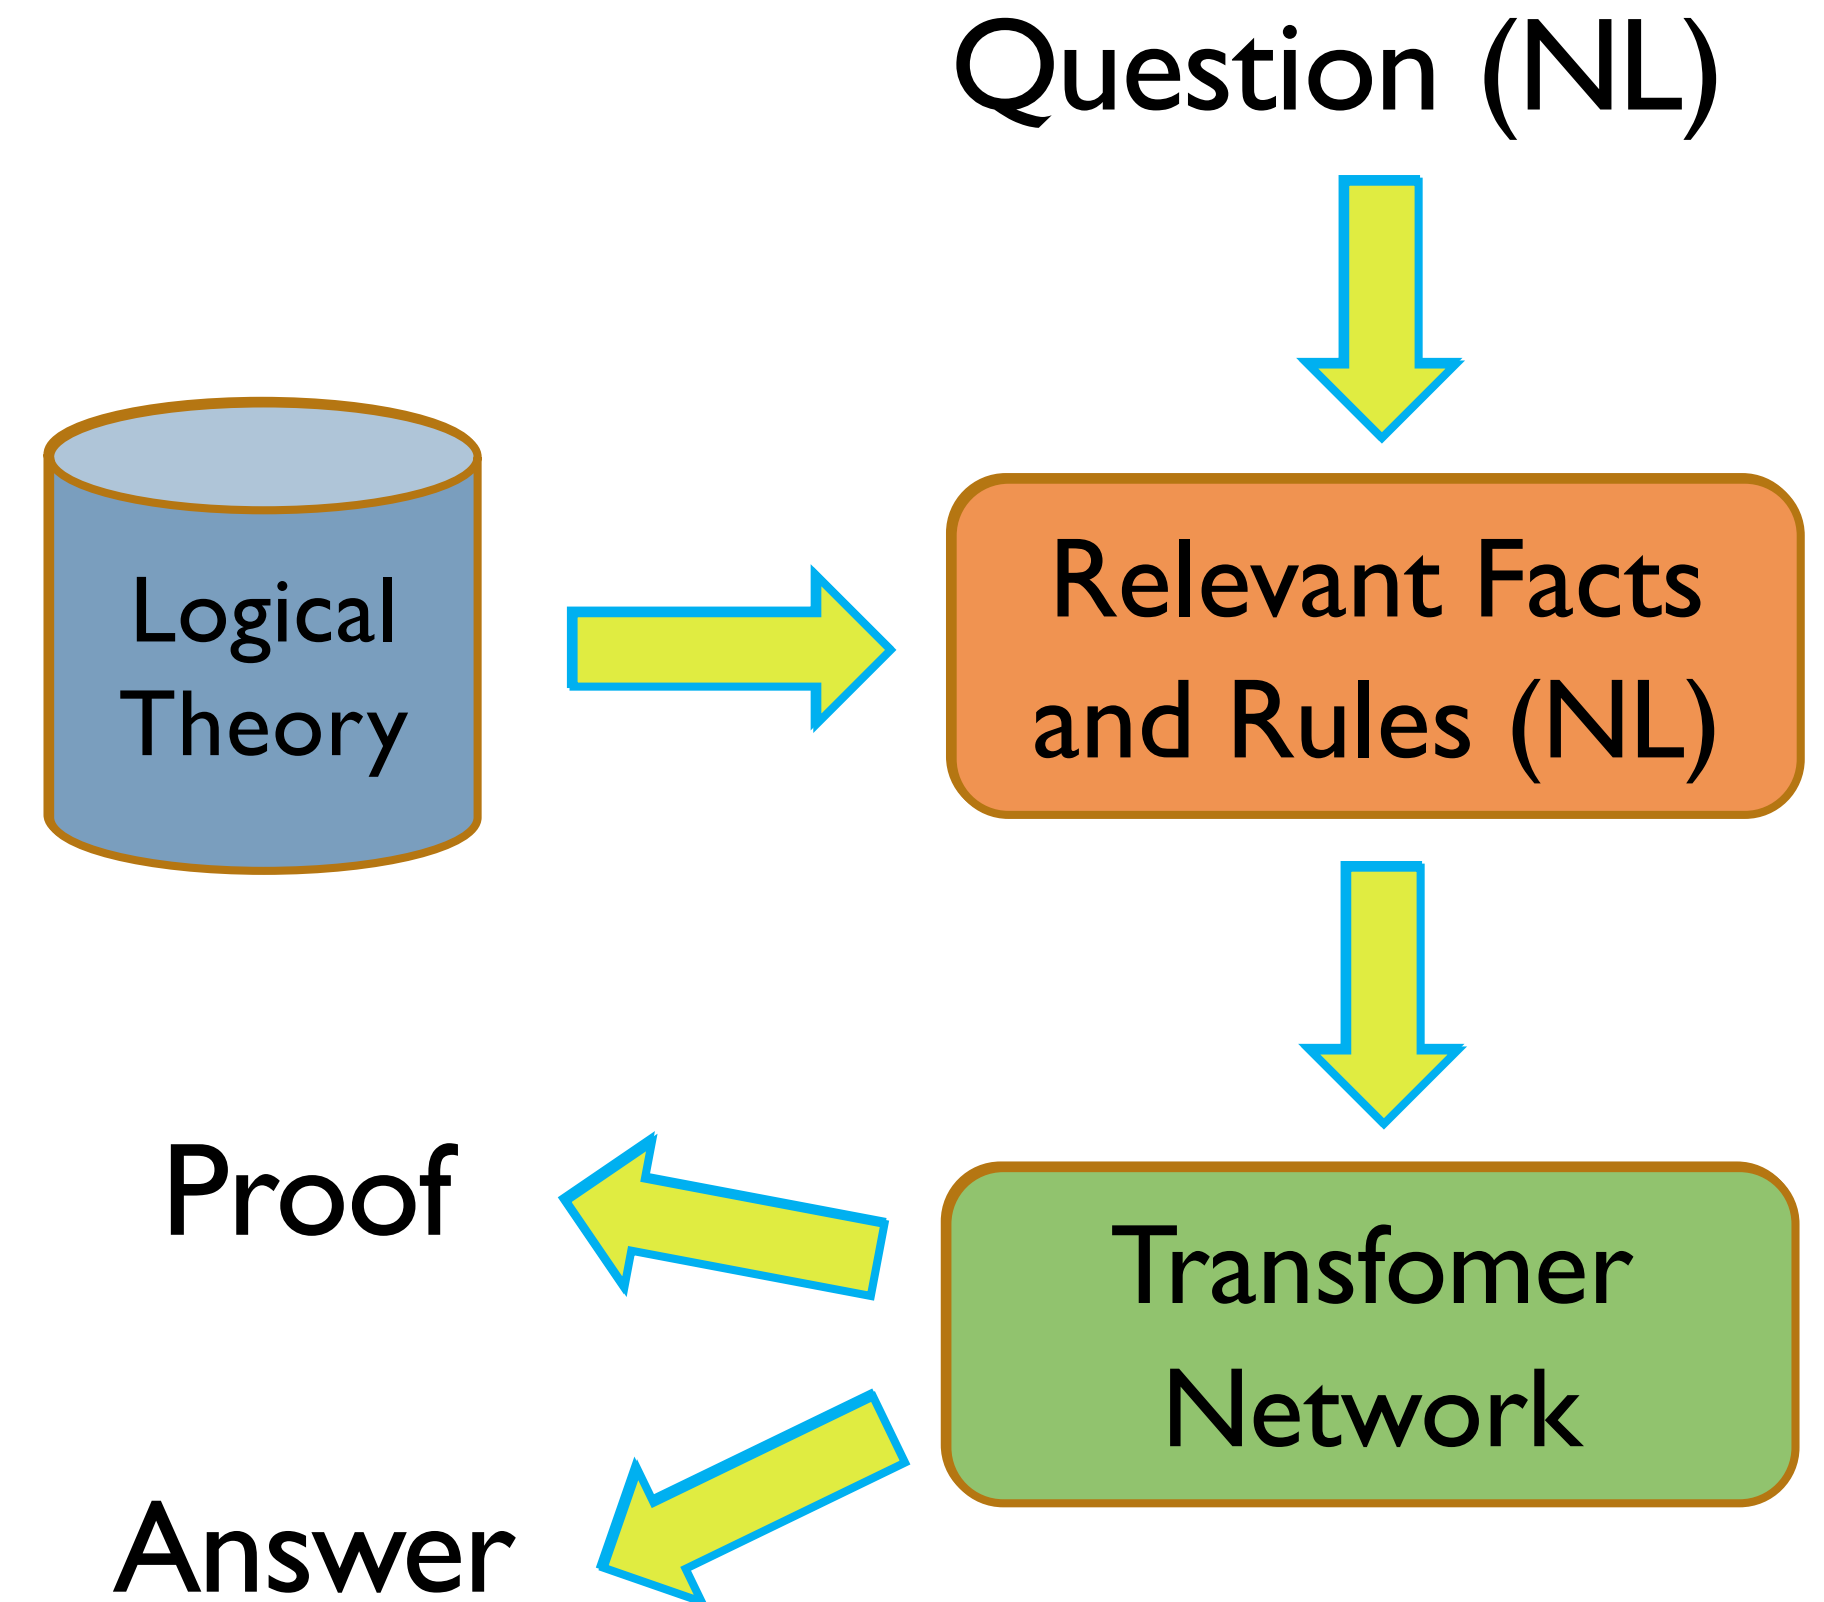 Question (NL)
Logical
Theory
Relevant Facts
and Rules (NL)
Proof
Transfomer
Network
Answer